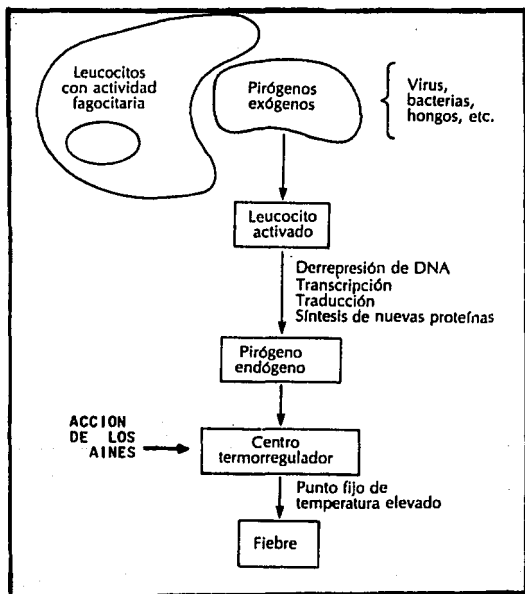 Leucocitos
con actividad
fagocitaria
Pirógenos
exógenos
Virus,
bacterias,
hongos, etc.
Leucocito
activado
Derrepresión de DNA
Transcripción
Traducción
Síntesis de nuevas proteínas
Pirógeno
endógeno
ACCION
DE LOS
AINES
Centro
termorregulador
Punto fijo de
temperatura elevado
Fiebre